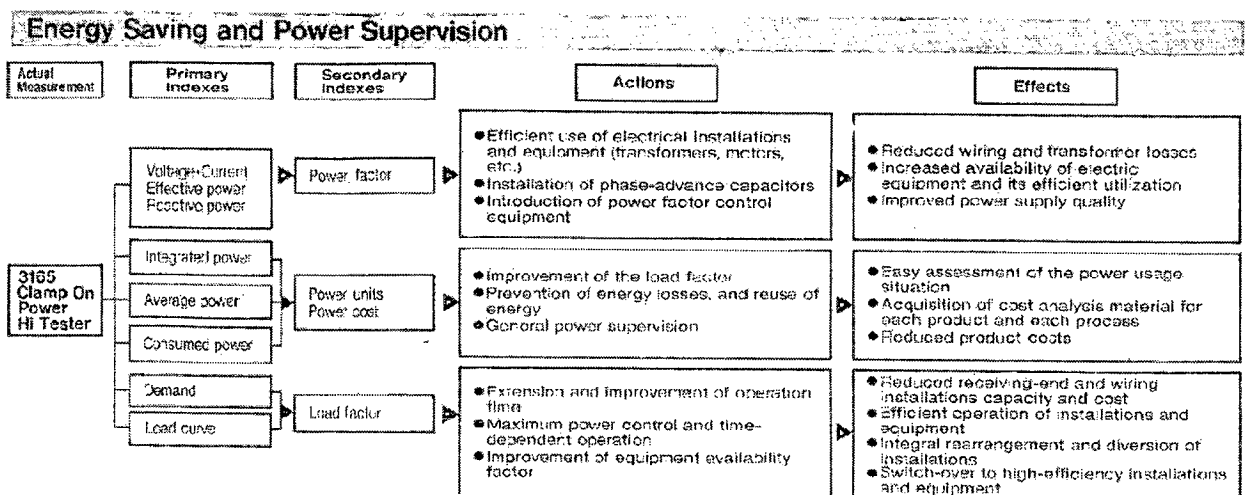 Energy Saving and Power Supervision
Actual
Measurement
Primary
Indexes
Secondary
Indexes
Actions
Effects
3165
Clamp On
Power
Hi Tester
Voltage-Current
Effective power
Reactive power
Integrated power
Average power
Consumed power
Demand
Load curve
Power factor
Power units
Power cost
Load factor
●Efficient use of electrical installations
and equipment (transformers, motors,
etc.)
●Installation of phase-advance capacitors
●Introduction of power factor control
equipment
●Improvement of the load factor
●Prevention of energy losses, and reuse of
energy
●General power supervision
●Extension and improvement of operation
time
●Maximum power control and time-
dependent operation
●Improvement of equipment availability
factor
●Reduced wiring and transformer losses
●Increased availability of electric
equipment and its efficient utilization
●Improved power supply quality
●Easy assessment of the power usage
situation
●Acquisition of cost analysis material for
each product and each process
●Reduced product costs
●Reduced receiving-end and wiring
installations capacity and cost
●Efficient operation of installations and
equipment
●Integral rearrangement and diversion of
installations
●Switch-over to high-efficiency installations
and equipment